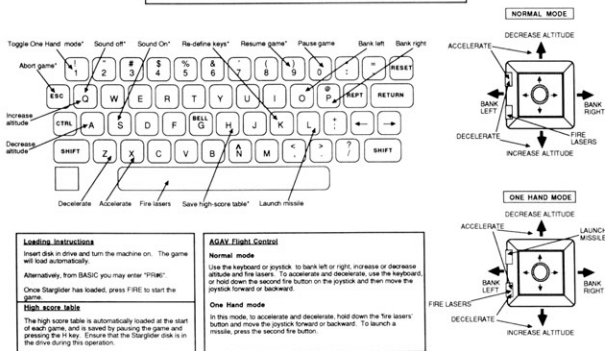 Toggle One Hand mode* Sound off* Sound On* Re-define keys* Resume game* Pause game Bank left Bank right
Abort game*
! " # $ % & ' ( ) : = RESET
1 2 3 4 5 6 7 8 9 0
ESC Q W E R T Y U I O @ P REPT RETURN
Increase altitude
CTRL A S D F BELL G H J K L + ; ← →
Decrease altitude
SHIFT Z X C V B ^ N M < , > . ? / SHIFT
Decelerate Accelerate Fire lasers Save high-score table* Launch missile
NORMAL MODE
DECREASE ALTITUDE
ACCELERATE
BANK LEFT
BANK RIGHT
DECELERATE
FIRE LASERS
INCREASE ALTITUDE
ONE HAND MODE
DECREASE ALTITUDE
ACCELERATE
LAUNCH MISSILE
BANK LEFT
BANK RIGHT
FIRE LASERS
DECELERATE
INCREASE ALTITUDE
Loading Instructions
Insert disk in drive and turn the machine on. The game
will load automatically.
Alternatively, from BASIC you may enter "PR#6".
Once Starglider has loaded, press FIRE to start the
game.
High score table
The high score table is automatically loaded at the start
of each game, and is saved by pausing the game and
pressing the H key. Ensure that the Starglider disk is in
the drive during this operation.
AGAV Flight Control
Normal mode
Use the keyboard or joystick to bank left or right, increase or decrease
altitude and fire lasers. To accelerate and decelerate, use the keyboard,
or hold down the second fire button on the joystick and then move the
joystick forward or backward.
One Hand mode
In this mode, to accelerate and decelerate, hold down the 'fire lasers'
button and move the joystick forward or backward. To launch a
missile, press the second fire button.